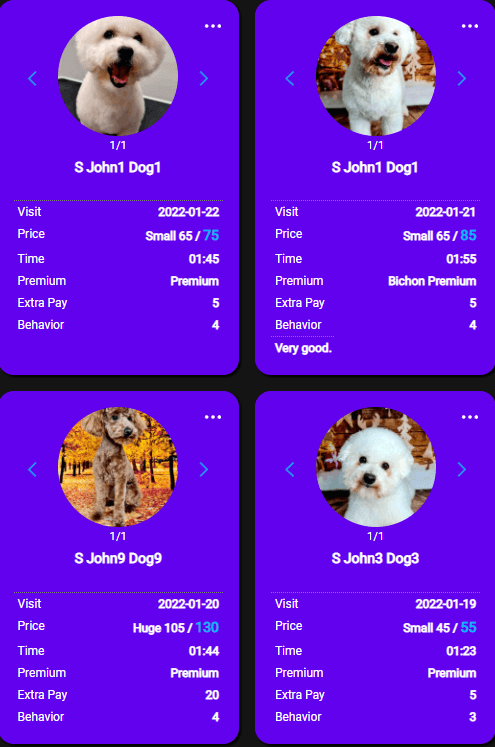 1/1
S John1 Dog1
Visit 2022-01-22
Price Small 65 / 75
Time 01:45
Premium Premium
Extra Pay 5
Behavior 4
1/1
S John1 Dog1
Visit 2022-01-21
Price Small 65 / 85
Time 01:55
Premium Bichon Premium
Extra Pay 5
Behavior 4
Very good.
1/1
S John9 Dog9
Visit 2022-01-20
Price Huge 105 / 130
Time 01:44
Premium Premium
Extra Pay 20
Behavior 4
1/1
S John3 Dog3
Visit 2022-01-19
Price Small 45 / 55
Time 01:23
Premium Premium
Extra Pay 5
Behavior 3